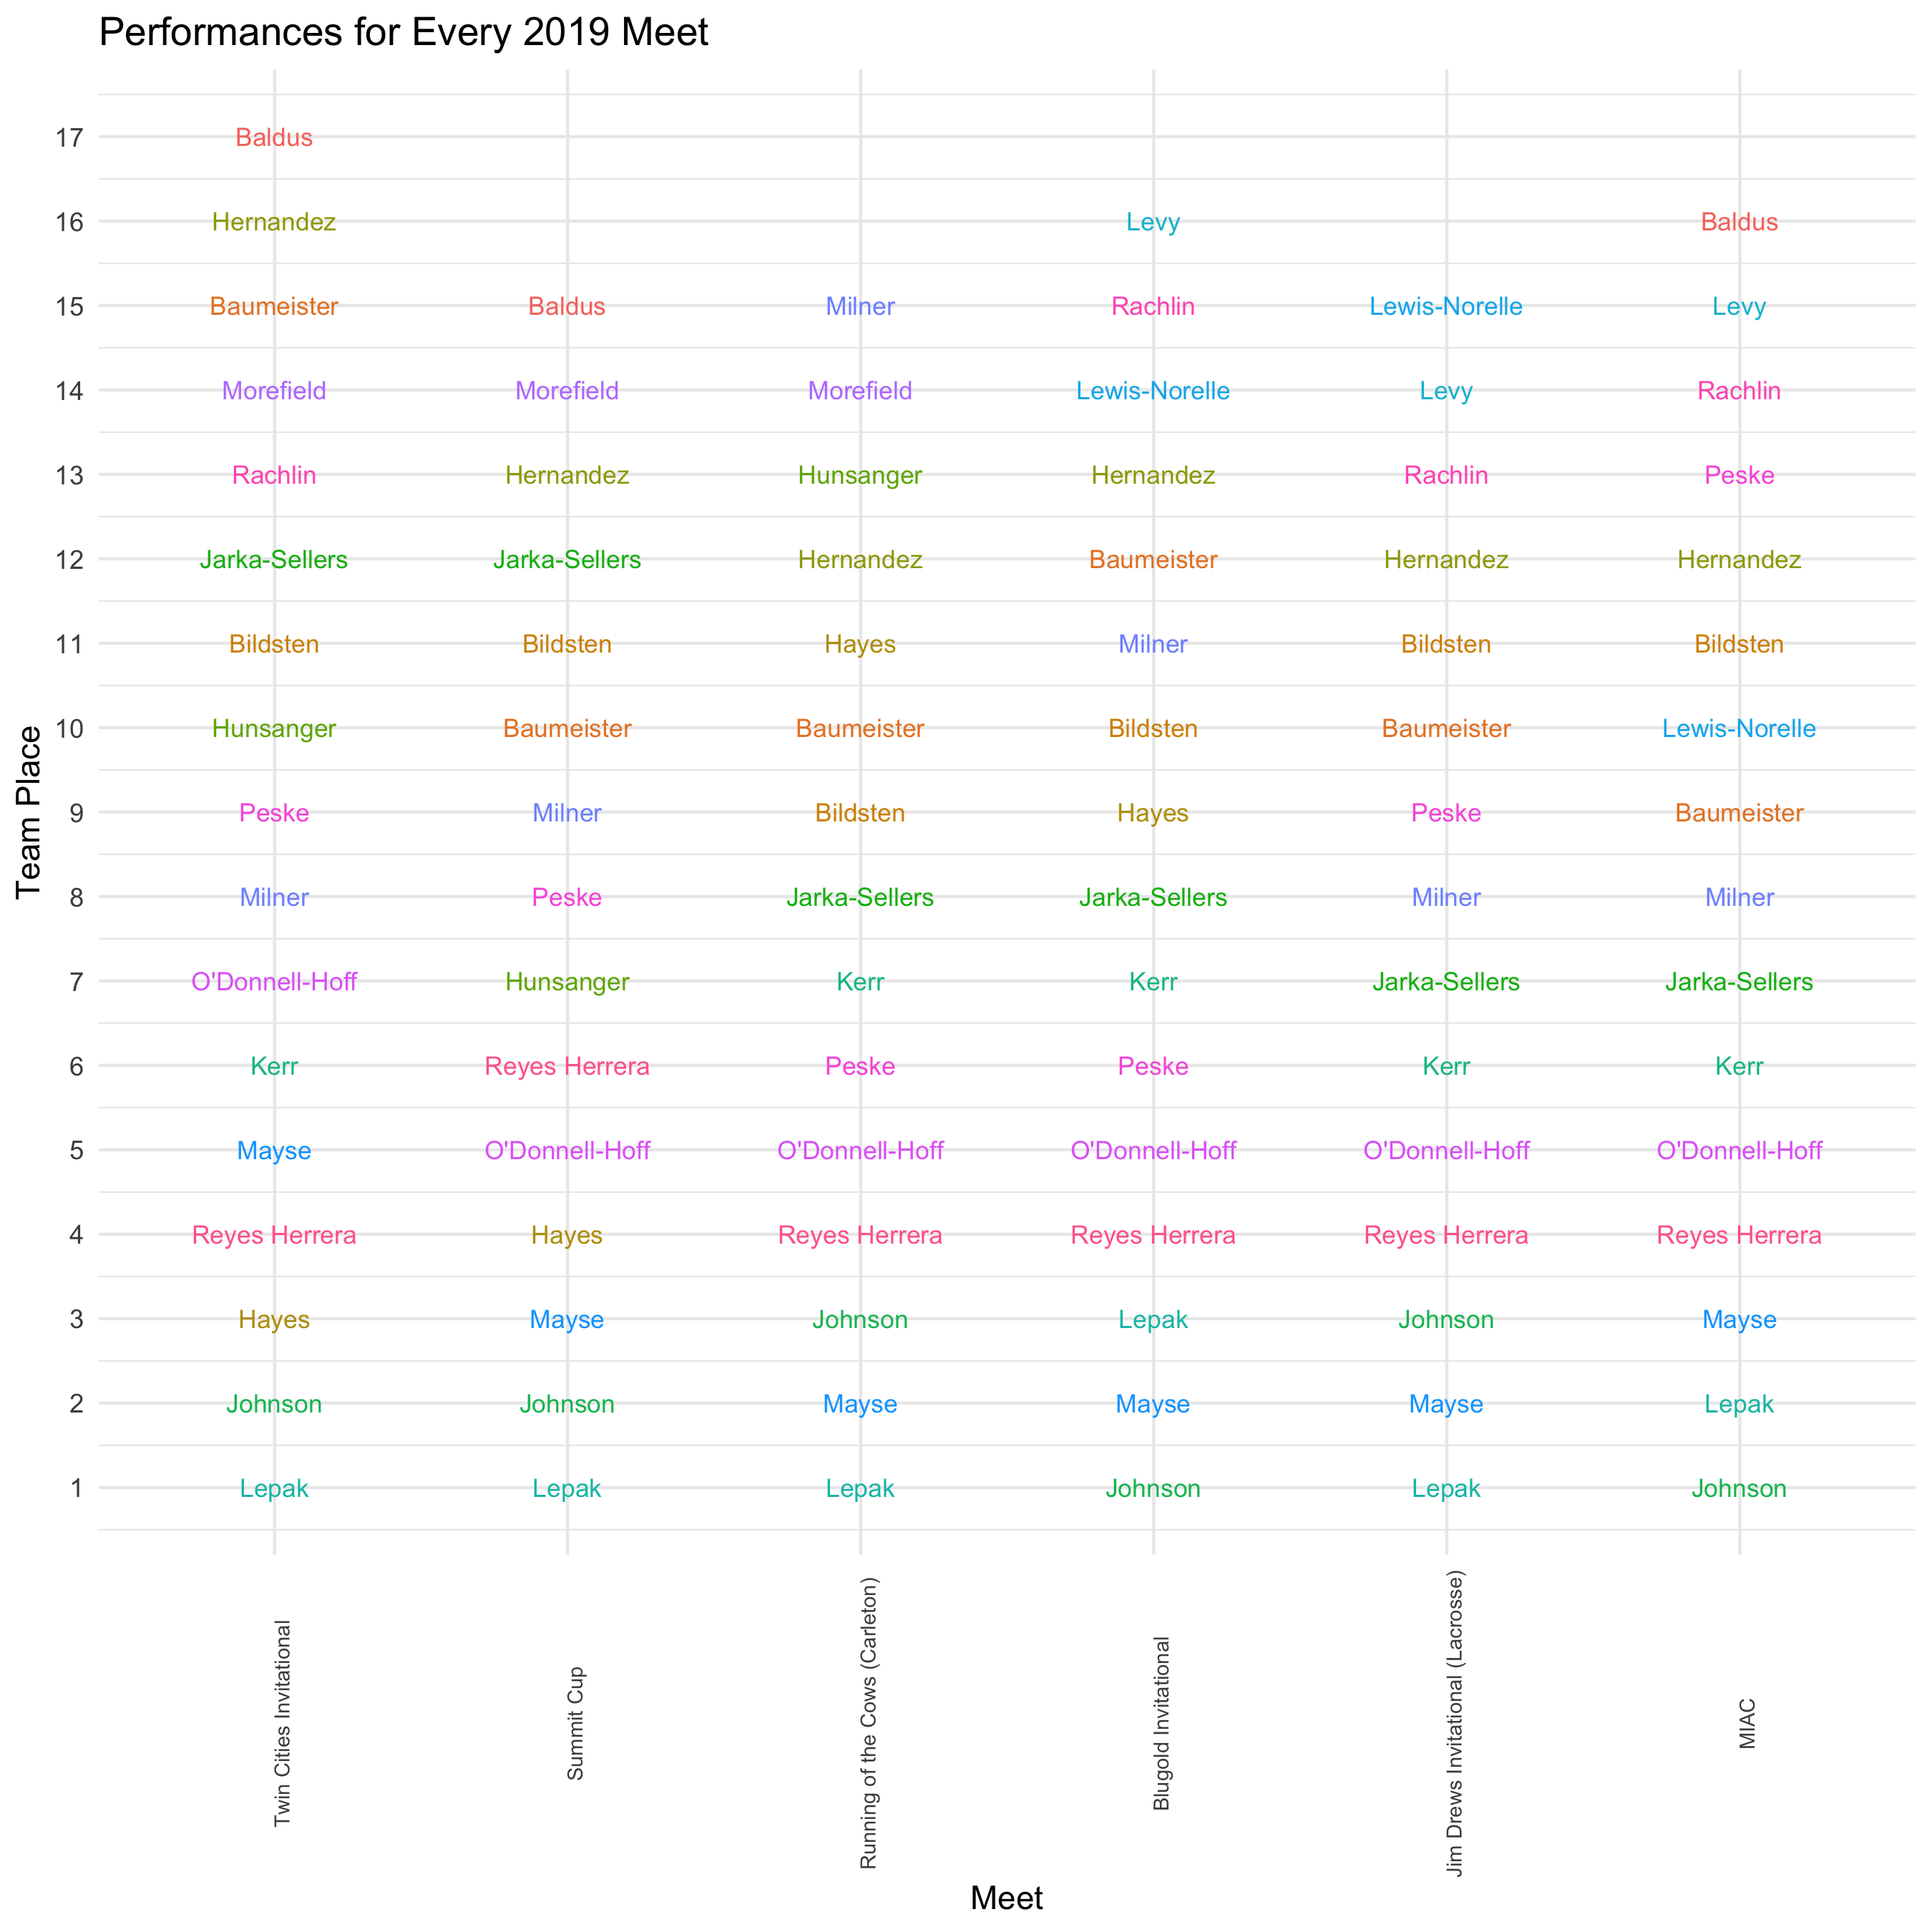 Performances for Every 2019 Meet
Team Place
17 Baldus
16 Hernandez Levy Baldus
15 Baumeister Baldus Milner Rachlin Lewis-Norelle Levy
14 Morefield Morefield Morefield Lewis-Norelle Levy Rachlin
13 Rachlin Hernandez Hunsanger Hernandez Rachlin Peske
12 Jarka-Sellers Jarka-Sellers Hernandez Baumeister Hernandez Hernandez
11 Bildsten Bildsten Hayes Milner Bildsten Bildsten
10 Hunsanger Baumeister Baumeister Bildsten Baumeister Lewis-Norelle
9 Peske Milner Bildsten Hayes Peske Baumeister
8 Milner Peske Jarka-Sellers Jarka-Sellers Milner Milner
7 O'Donnell-Hoff Hunsanger Kerr Kerr Jarka-Sellers Jarka-Sellers
6 Kerr Reyes Herrera Peske Peske Kerr Kerr
5 Mayse O'Donnell-Hoff O'Donnell-Hoff O'Donnell-Hoff O'Donnell-Hoff O'Donnell-Hoff
4 Reyes Herrera Hayes Reyes Herrera Reyes Herrera Reyes Herrera Reyes Herrera
3 Hayes Mayse Johnson Lepak Johnson Mayse
2 Johnson Johnson Mayse Mayse Mayse Lepak
1 Lepak Lepak Lepak Johnson Lepak Johnson
Twin Cities Invitational
Summit Cup
Running of the Cows (Carleton)
Blugold Invitational
Jim Drews Invitational (Lacrosse)
MIAC
Meet